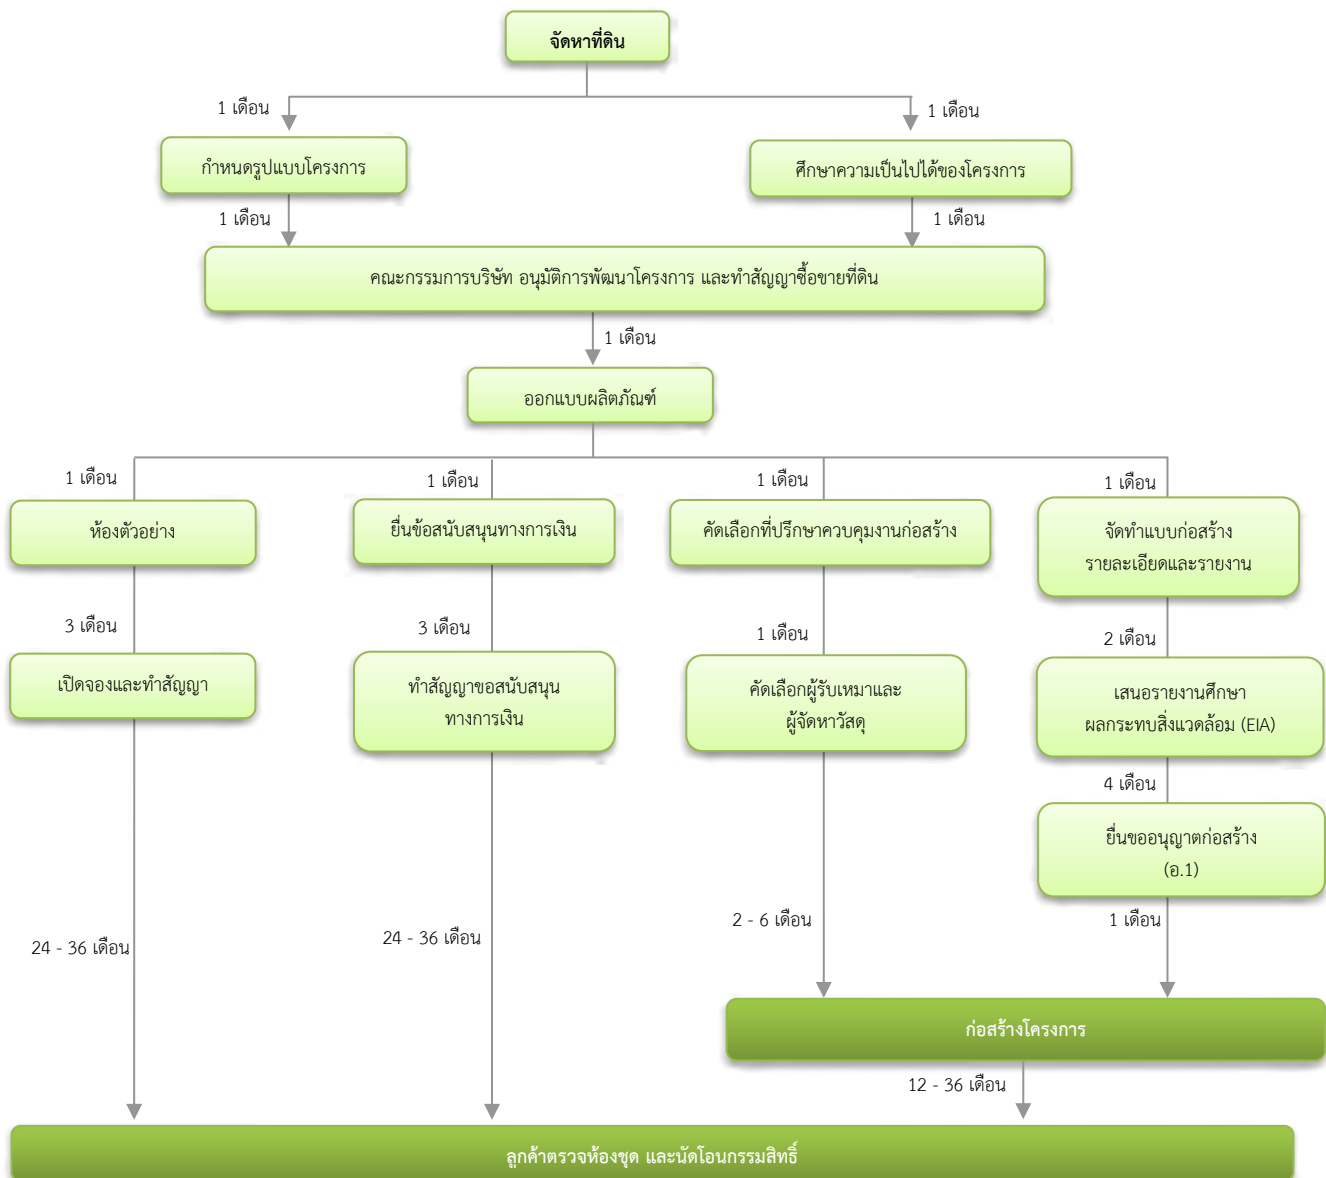 จัดหาที่ดิน
1 เดือน
1 เดือน
กำหนดรูปแบบโครงการ
ศึกษาความเป็นไปได้ของโครงการ
1 เดือน
1 เดือน
คณะกรรมการบริษัท อนุมัติการพัฒนาโครงการ และทำสัญญาซื้อขายที่ดิน
1 เดือน
ออกแบบผลิตภัณฑ์
1 เดือน
1 เดือน
1 เดือน
1 เดือน
ห้องตัวอย่าง
ยื่นข้อสนับสนุนทางการเงิน
คัดเลือกที่ปรึกษาควบคุมงานก่อสร้าง
จัดทำแบบก่อสร้าง
รายละเอียดและรายงาน
3 เดือน
3 เดือน
1 เดือน
2 เดือน
เปิดจองและทำสัญญา
ทำสัญญาขอสนับสนุน
ทางการเงิน
คัดเลือกผู้รับเหมาและ
ผู้จัดหาวัสดุ
เสนอรายงานศึกษา
ผลกระทบสิ่งแวดล้อม (EIA)
4 เดือน
ยื่นขออนุญาตก่อสร้าง
(อ.1)
24 - 36 เดือน
24 - 36 เดือน
2 - 6 เดือน
1 เดือน
ก่อสร้างโครงการ
12 - 36 เดือน
ลูกค้าตรวจห้องชุด และนัดโอนกรรมสิทธิ์